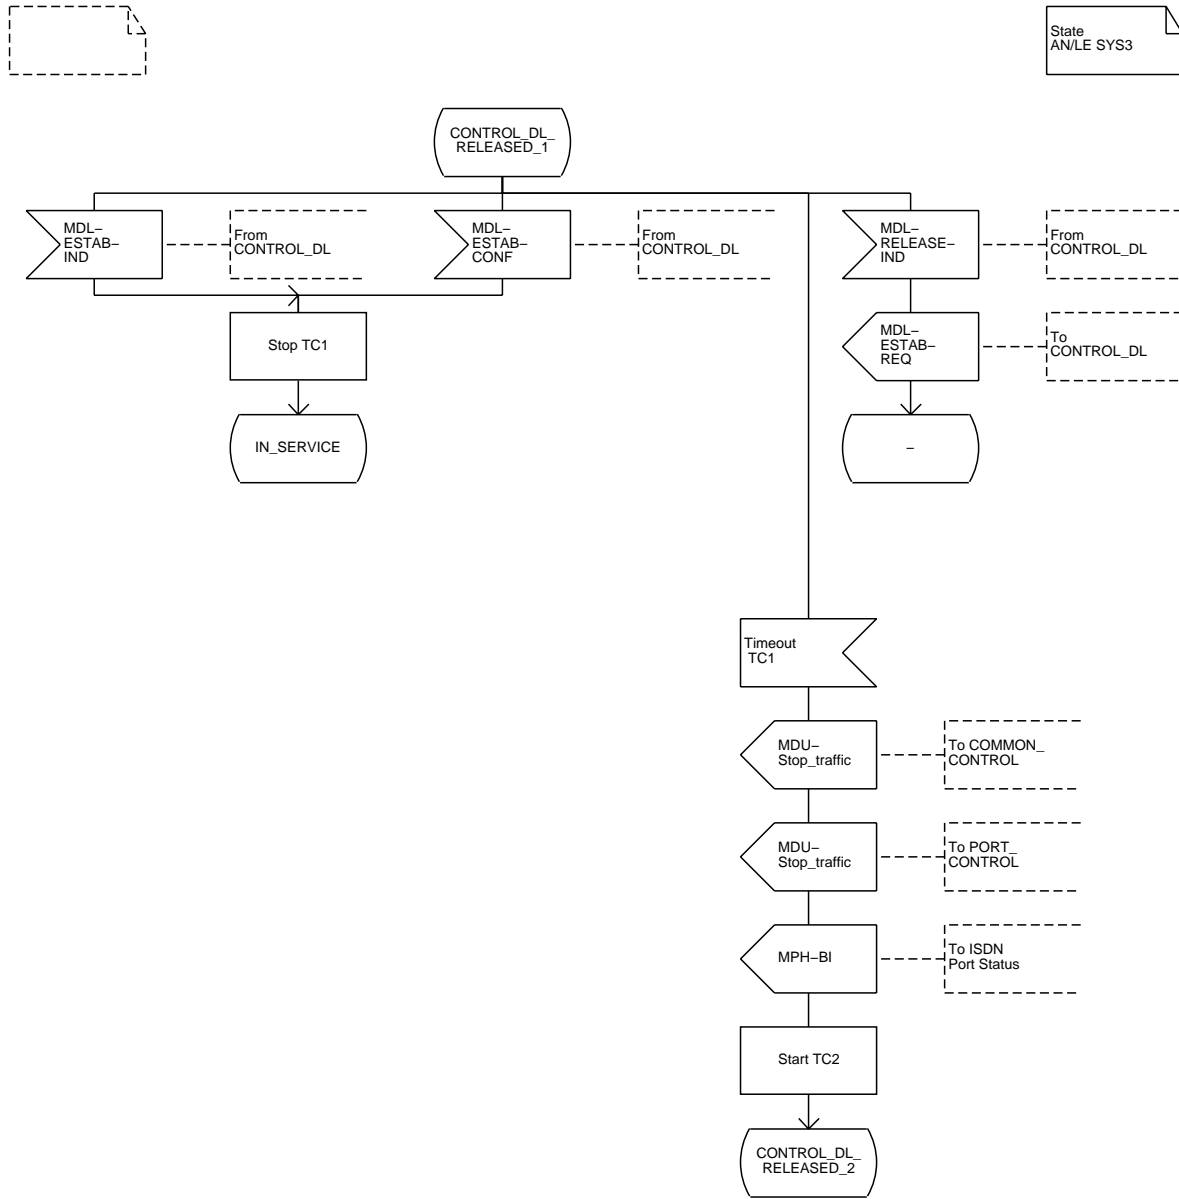 State
AN/LE SYS3
CONTROL_DL_
RELEASED_1
MDL–
ESTAB–
IND
From
CONTROL_DL
MDL–
ESTAB–
CONF
From
CONTROL_DL
MDL–
RELEASE–
IND
From
CONTROL_DL
Stop TC1
MDL–
ESTAB–
REQ
To
CONTROL_DL
IN_SERVICE
–
Timeout
TC1
MDU–
Stop_traffic
To COMMON_
CONTROL
MDU–
Stop_traffic
To PORT_
CONTROL
MPH–BI
To ISDN
Port Status
Start TC2
CONTROL_DL_
RELEASED_2